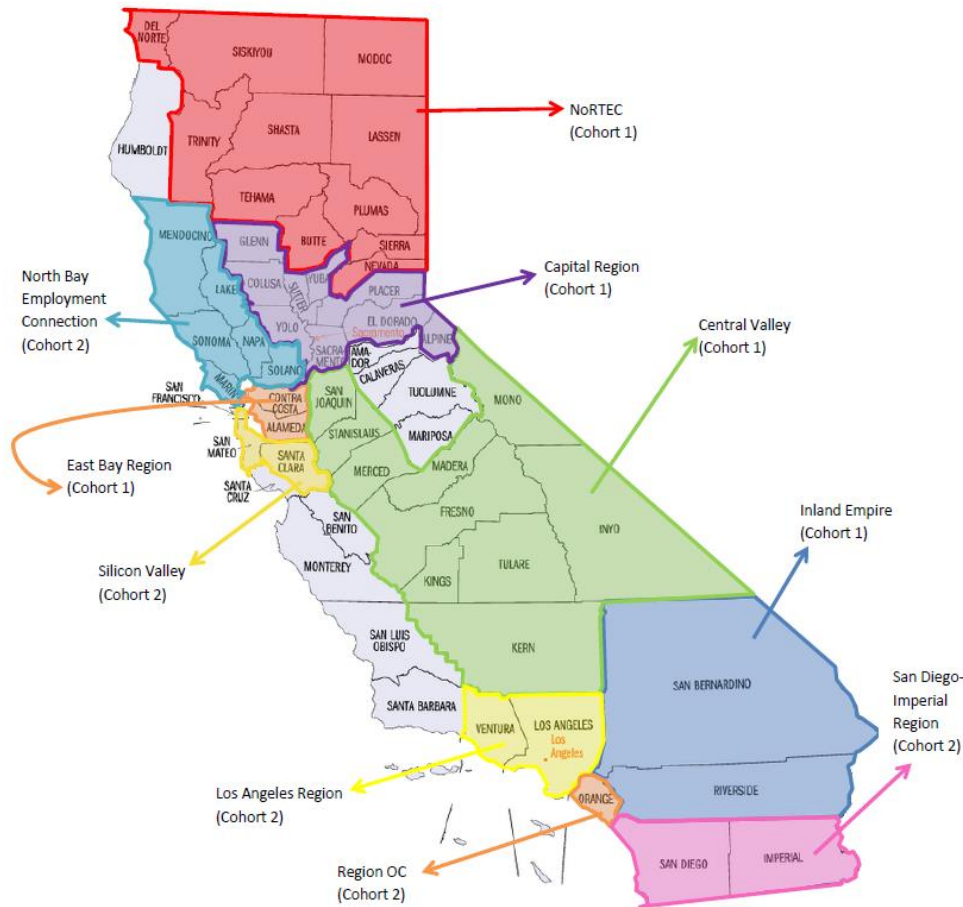 DEL
NORTE
SISKIYOU
MODOC
NoRTEC
(Cohort 1)
TRINITY
SHASTA
LASSEN
HUMBOLDT
TEHAMA
PLUMAS
MENDOCINO
GLENN
BUTTE
SIERRA
NEVADA
North Bay
Employment
Connection
(Cohort 2)
LAKE
COLUSA
SUTTER
YUBA
PLACER
Capital Region
(Cohort 1)
YOLO
EL DORADO
Sacramento
ALPINE
Central Valley
(Cohort 1)
SONOMA
NAPA
SACRA-
MENTO
AMA-
DOR
CALAVERAS
SOLANO
MARIN
SAN
FRANCISCO
CONTRA
COSTA
SAN
JOAQUIN
TUOLUMNE
MONO
ALAMEDA
STANISLAUS
MARIPOSA
East Bay Region
(Cohort 1)
SAN
MATEO
SANTA
CLARA
MERCED
MADERA
SANTA
CRUZ
SAN
BENITO
FRESNO
INYO
Inland Empire
(Cohort 1)
Silicon Valley
(Cohort 2)
MONTEREY
KINGS
TULARE
SAN LUIS
OBISPO
KERN
SAN BERNARDINO
San Diego-
Imperial
Region
(Cohort 2)
SANTA BARBARA
VENTURA
LOS ANGELES
Los
Angeles
Los Angeles Region
(Cohort 2)
ORANGE
RIVERSIDE
Region OC
(Cohort 2)
SAN DIEGO
IMPERIAL